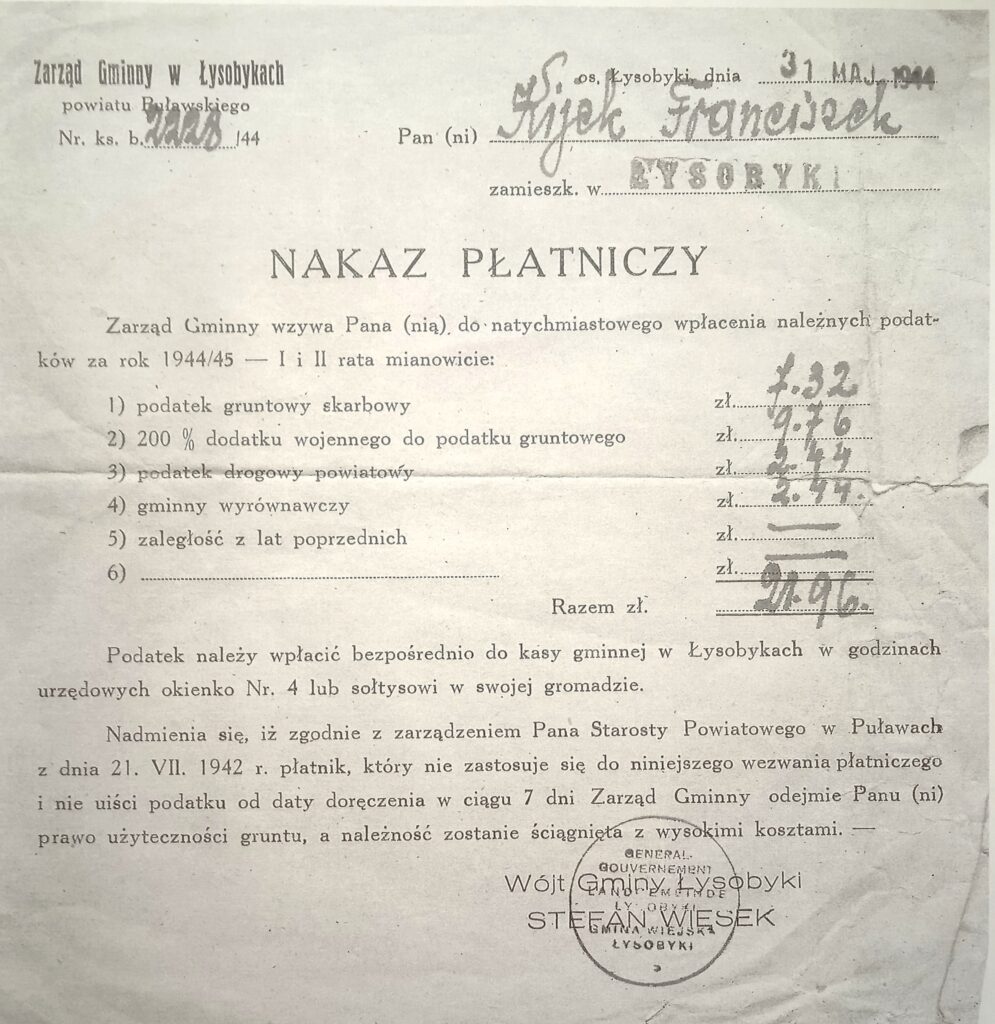 Zarząd Gminny w Łysobykach
powiatu Puławskiego
Nr. ks. b. 2228 /44
os. Łysobyki, dnia 31 MAJ 1944
Pan (ni) Kijek Franciszek
zamieszk. w ŁYSOBYKI
NAKAZ PŁATNICZY
Zarząd Gminny wzywa Pana (nią) do natychmiastowego wpłacenia należnych podat-
ków za rok 1944/45 — I i II rata mianowicie:
1) podatek gruntowy skarbowy zł. 7.32
2) 200 % dodatku wojennego do podatku gruntowego zł. 9.76
3) podatek drogowy powiatowy zł. 2.44
4) gminny wyrównawczy zł. 2.44.
5) zaległość z lat poprzednich zł. —
6) zł. —
Razem zł. 21.96.
Podatek należy wpłacić bezpośrednio do kasy gminnej w Łysobykach w godzinach
urzędowych okienko Nr. 4 lub sołtysowi w swojej gromadzie.
Nadmienia się, iż zgodnie z zarządzeniem Pana Starosty Powiatowego w Puławach
z dnia 21. VII. 1942 r. płatnik, który nie zastosuje się do niniejszego wezwania płatniczego
i nie uiści podatku od daty doręczenia w ciągu 7 dni Zarząd Gminny odejmie Panu (ni)
prawo użyteczności gruntu, a należność zostanie ściągnięta z wysokimi kosztami. —
Wójt Gminy Łysobyki
STEFAN WIESEK
GENERAL-
GOUVERNEMENT
LANDGEMEINDE
ŁYSOBYKI
GMINA WIEJSKA
ŁYSOBYKI